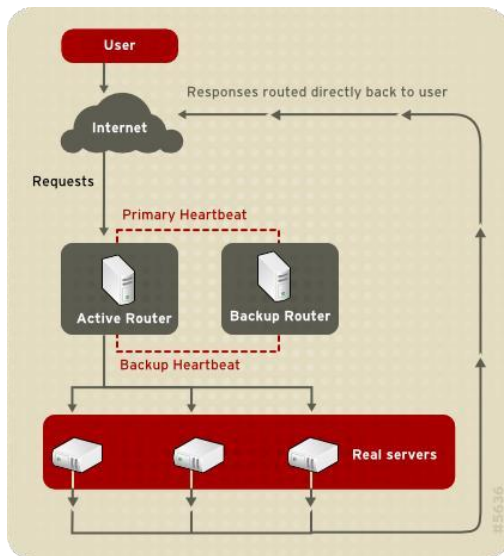 User
Responses routed directly back to user
Internet
Requests
Primary Heartbeat
Active Router
Backup Router
Backup Heartbeat
Real servers
#5636